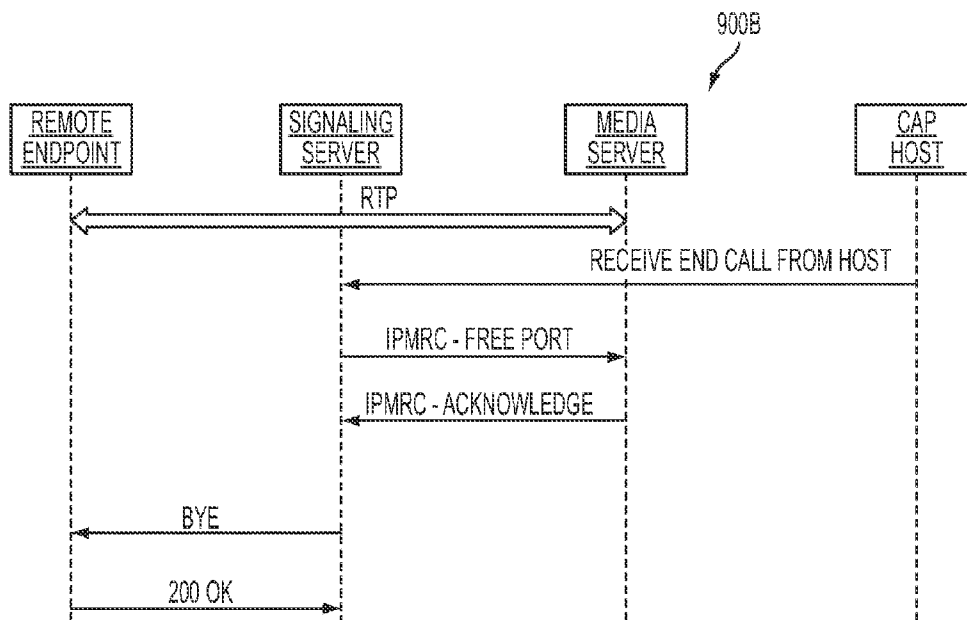 900B
REMOTE
ENDPOINT
SIGNALING
SERVER
MEDIA
SERVER
CAP
HOST
RTP
RECEIVE END CALL FROM HOST
IPMRC - FREE PORT
IPMRC - ACKNOWLEDGE
BYE
200 OK